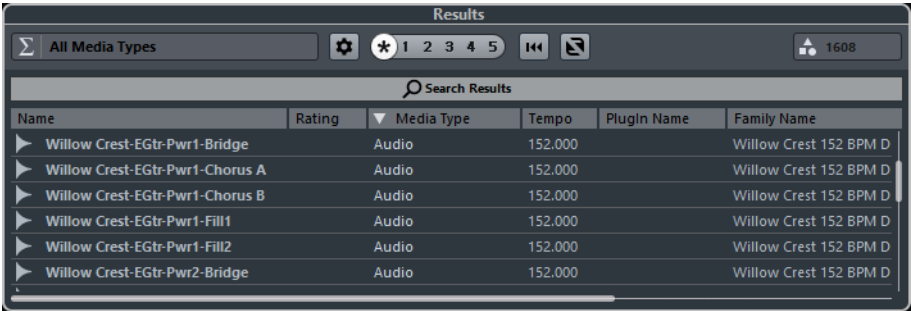 Results
All Media Types 1 2 3 4 5 1608
Search Results
Name Rating Media Type Tempo PlugIn Name Family Name
Willow Crest-EGtr-Pwr1-Bridge Audio 152.000 Willow Crest 152 BPM D
Willow Crest-EGtr-Pwr1-Chorus A Audio 152.000 Willow Crest 152 BPM D
Willow Crest-EGtr-Pwr1-Chorus B Audio 152.000 Willow Crest 152 BPM D
Willow Crest-EGtr-Pwr1-Fill1 Audio 152.000 Willow Crest 152 BPM D
Willow Crest-EGtr-Pwr1-Fill2 Audio 152.000 Willow Crest 152 BPM D
Willow Crest-EGtr-Pwr2-Bridge Audio 152.000 Willow Crest 152 BPM D